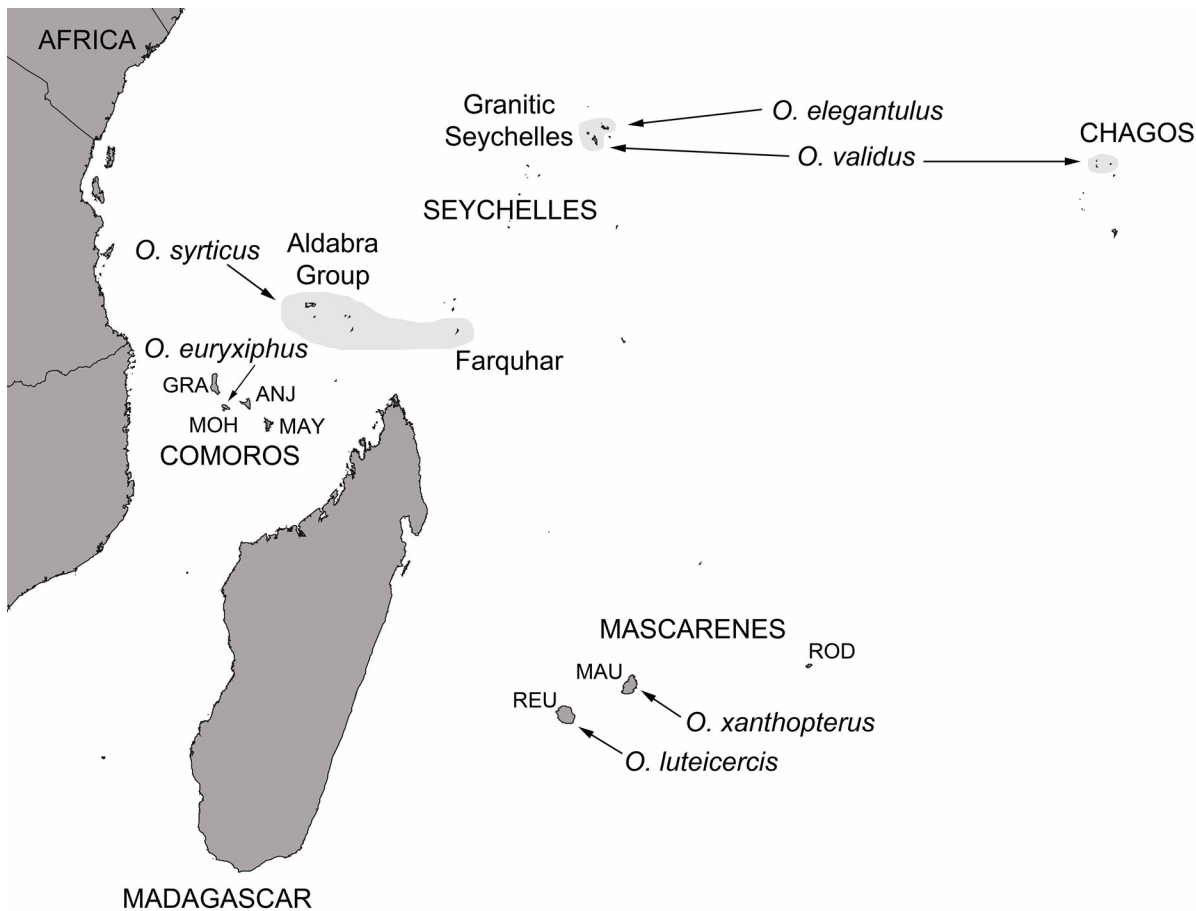 AFRICA
Granitic
Seychelles
O. elegantulus
O. validus
CHAGOS
SEYCHELLES
O. syrticus
Aldabra
Group
O. euryxiphus
Farquhar
GRA
ANJ
MOH
MAY
COMOROS
MASCARENES
ROD
MAU
REU
O. xanthopterus
O. luteicercis
MADAGASCAR